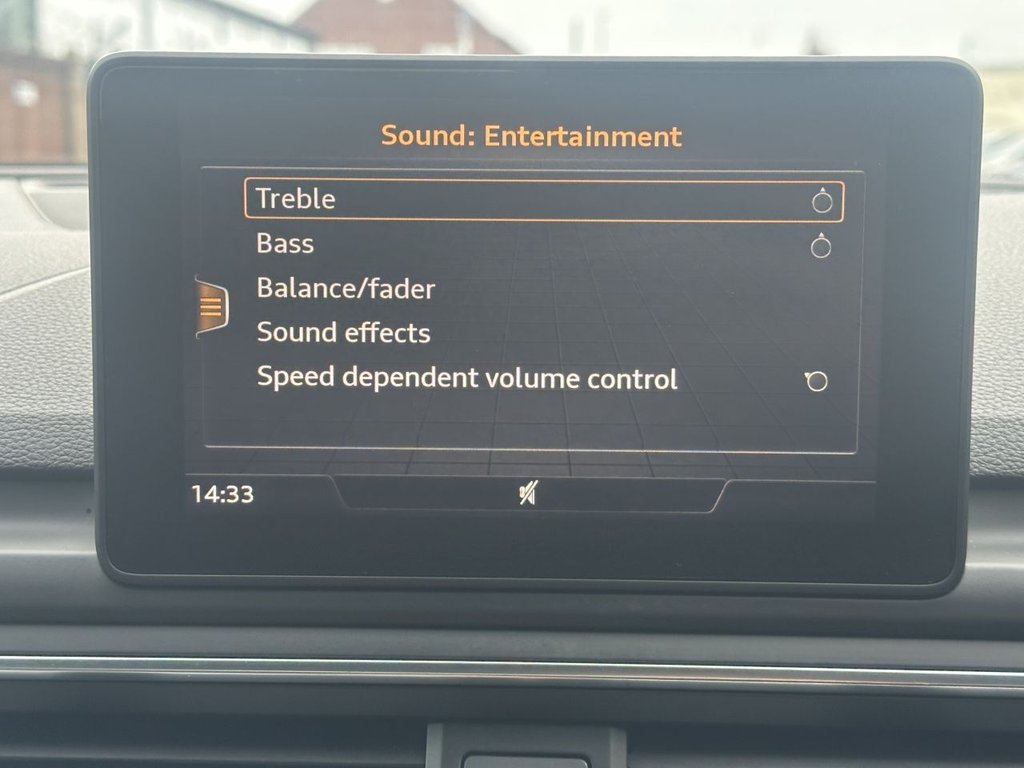 Sound: Entertainment
Treble
Bass
Balance/fader
Sound effects
Speed dependent volume control
14:33